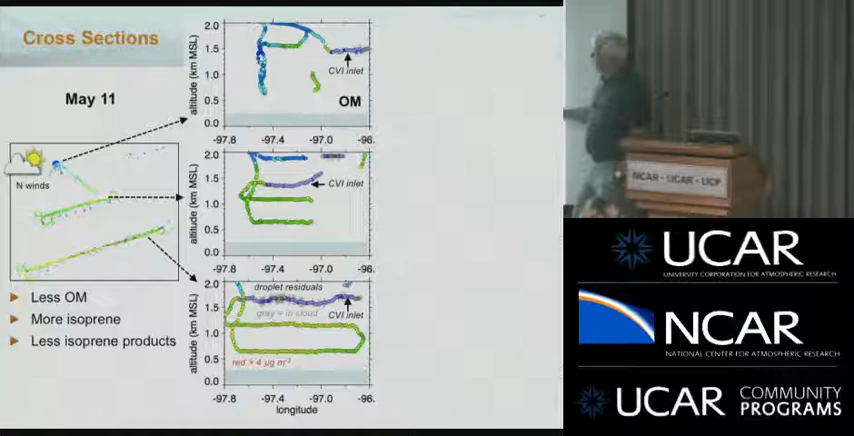 Cross Sections
May 11
N winds
Less OM
More isoprene
Less isoprene products
altitude (km MSL)
2.0
1.5
1.0
0.5
0.0
CVI inlet
OM
-97.8
-97.4
-97.0
-96.
altitude (km MSL)
2.0
1.5
1.0
0.5
0.0
CVI inlet
-97.8
-97.4
-97.0
-96.
altitude (km MSL)
2.0
1.5
1.0
0.5
0.0
droplet residuals
gray = in cloud
CVI inlet
red > 4 µg m⁻³
-97.8
-97.4
-97.0
-96.
longitude
NCAR - UCAR - UCP
UCAR
UNIVERSITY CORPORATION FOR ATMOSPHERIC RESEARCH
NCAR
NATIONAL CENTER FOR ATMOSPHERIC RESEARCH
UCAR COMMUNITY
PROGRAMS